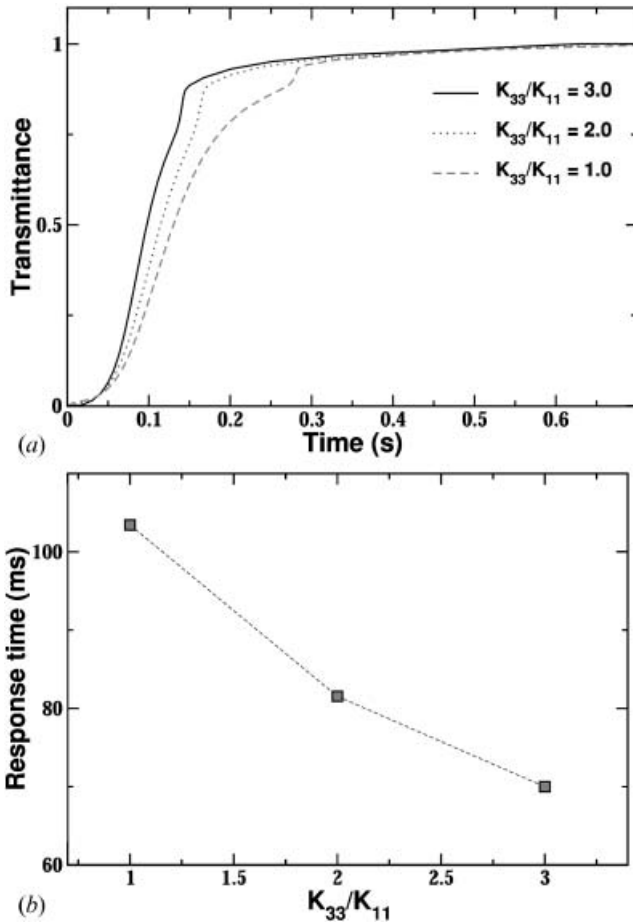 1
K33/K11 = 3.0
K33/K11 = 2.0
K33/K11 = 1.0
0.5
Transmittance
0
0 0.1 0.2 0.3 0.4 0.5 0.6
(a)
Time (s)
100
80
60
Response time (ms)
1 1.5 2 2.5 3
(b)
K33/K11